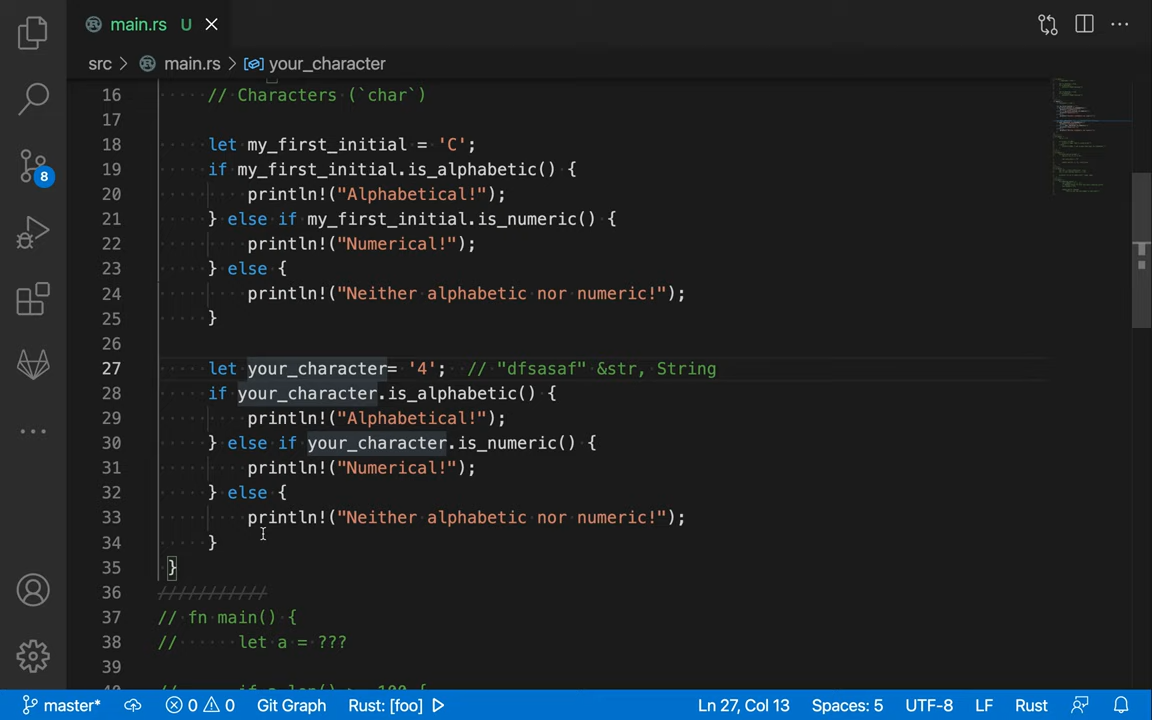 main.rs U
src > main.rs > your_character
16 // Characters (`char`)
17
18 let my_first_initial = 'C';
19 if my_first_initial.is_alphabetic() {
20 println!("Alphabetical!");
21 } else if my_first_initial.is_numeric() {
22 println!("Numerical!");
23 } else {
24 println!("Neither alphabetic nor numeric!");
25 }
26
27 let your_character= '4'; // "dfsasaf" &str, String
28 if your_character.is_alphabetic() {
29 println!("Alphabetical!");
30 } else if your_character.is_numeric() {
31 println!("Numerical!");
32 } else {
33 println!("Neither alphabetic nor numeric!");
34 }
35 }
36 ///////////
37 // fn main() {
38 // let a = ???
39
8
master* 0 0 Git Graph Rust: [foo] Ln 27, Col 13 Spaces: 5 UTF-8 LF Rust